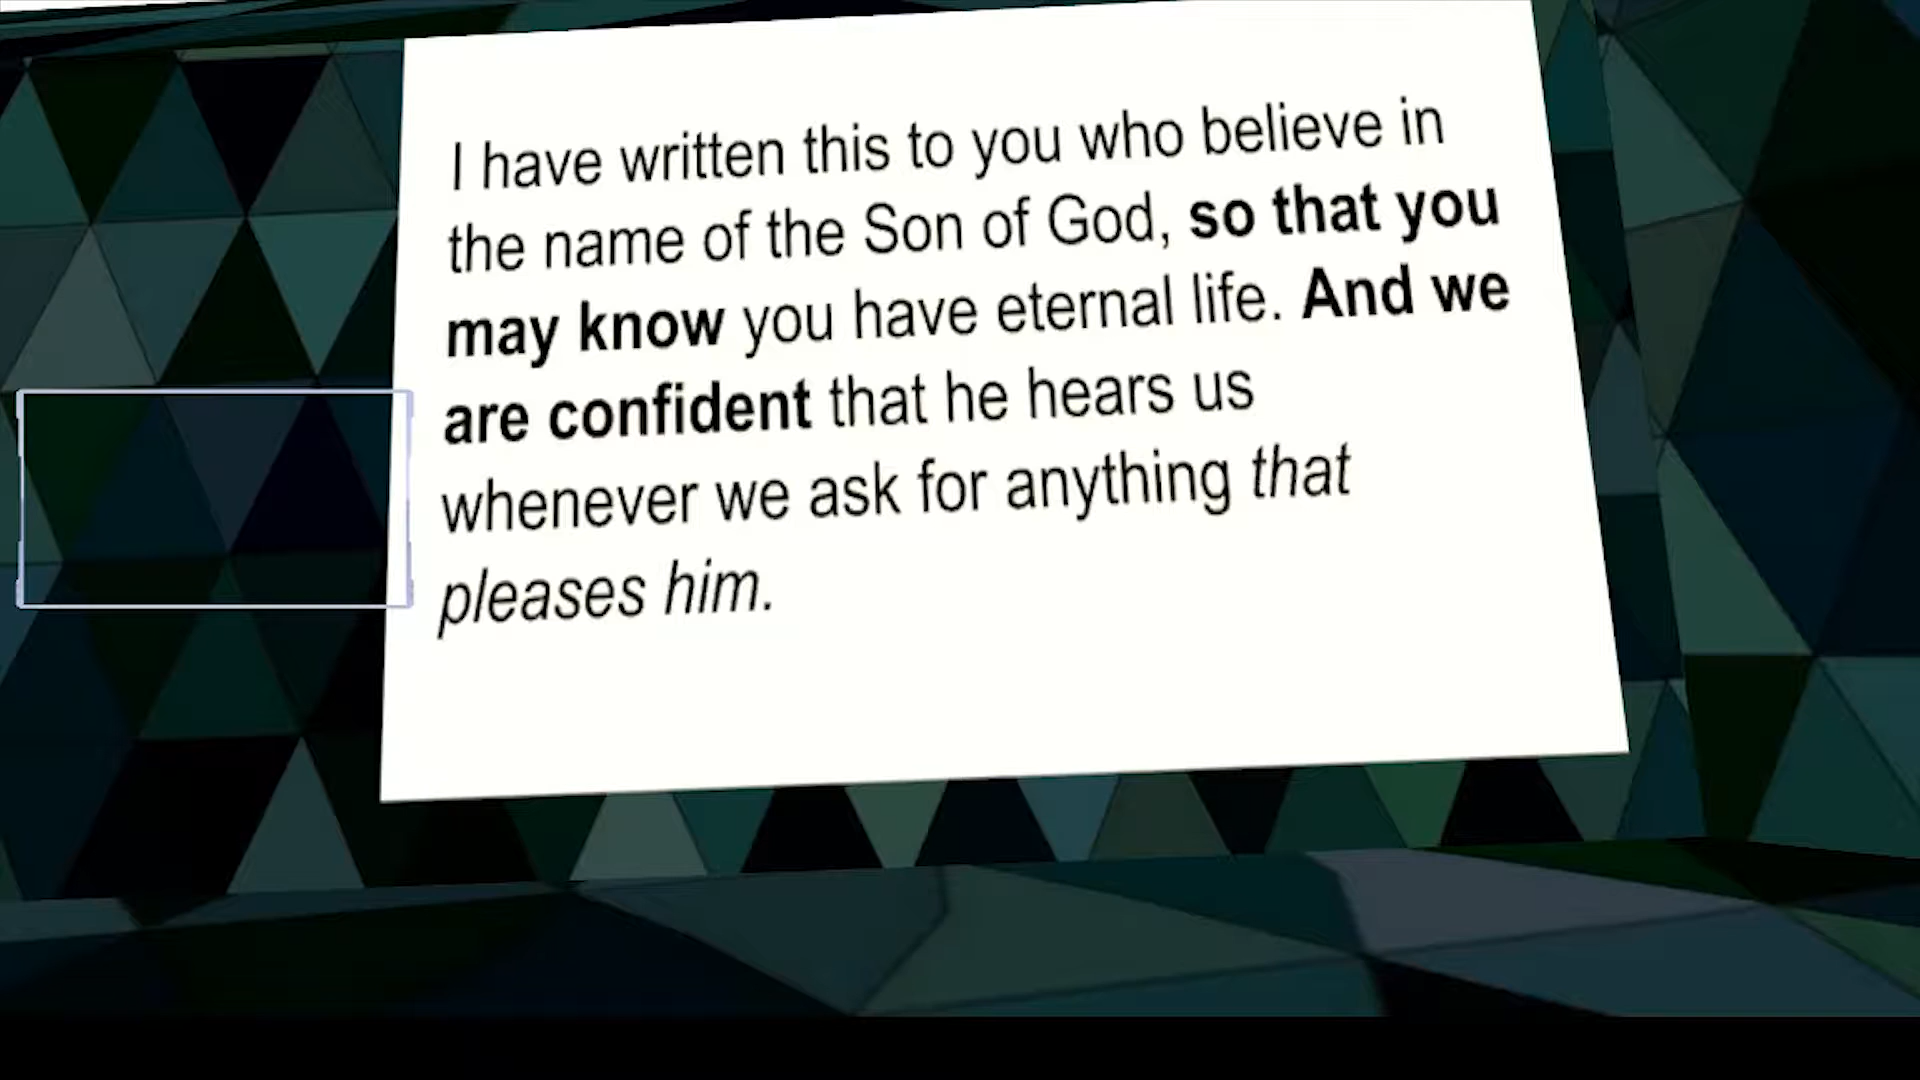 I have written this to you who believe in
the name of the Son of God, so that you
may know you have eternal life. And we
are confident that he hears us
whenever we ask for anything that
pleases him.